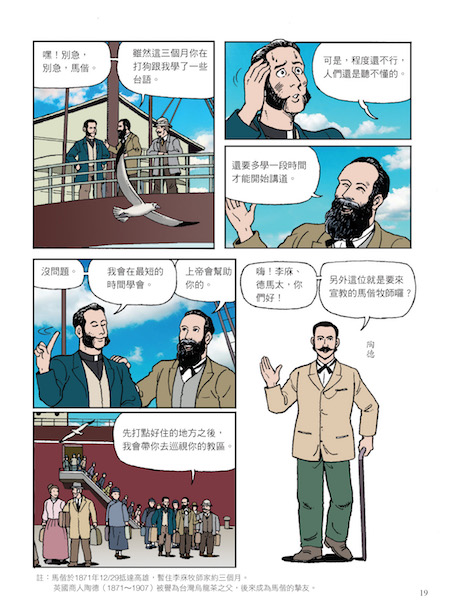 嘿！別急，
別急，馬偕。
雖然這三個月你在
打狗跟我學了一些
台語。
可是，程度還不行，
人們還是聽不懂的。
還要多學一段時間
才能開始講道。
沒問題。
我會在最短的
時間學會。
上帝會幫助
你的。
嗨！李庥、
德馬太，你
們好！
另外這位就是要來
宣教的馬偕牧師囉？
陶德
先打點好住的地方之後，
我會帶你去巡視你的教區。
註：馬偕於1871年12/29抵達高雄，暫住李庥牧師家約三個月。
英國商人陶德（1871～1907）被譽為台灣烏龍茶之父，後來成為馬偕的摯友。
19